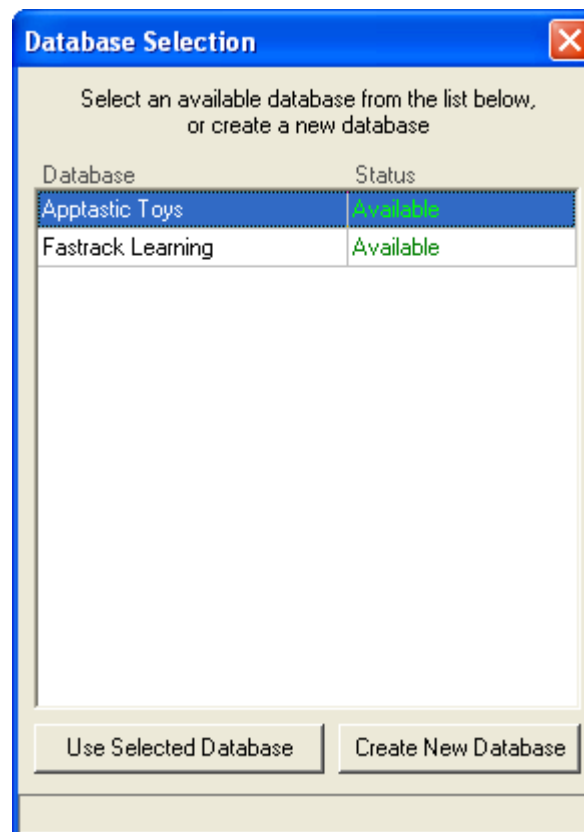 Database Selection
Select an available database from the list below,
or create a new database
Database Status
Apptastic Toys Available
Fastrack Learning Available
Use Selected Database Create New Database